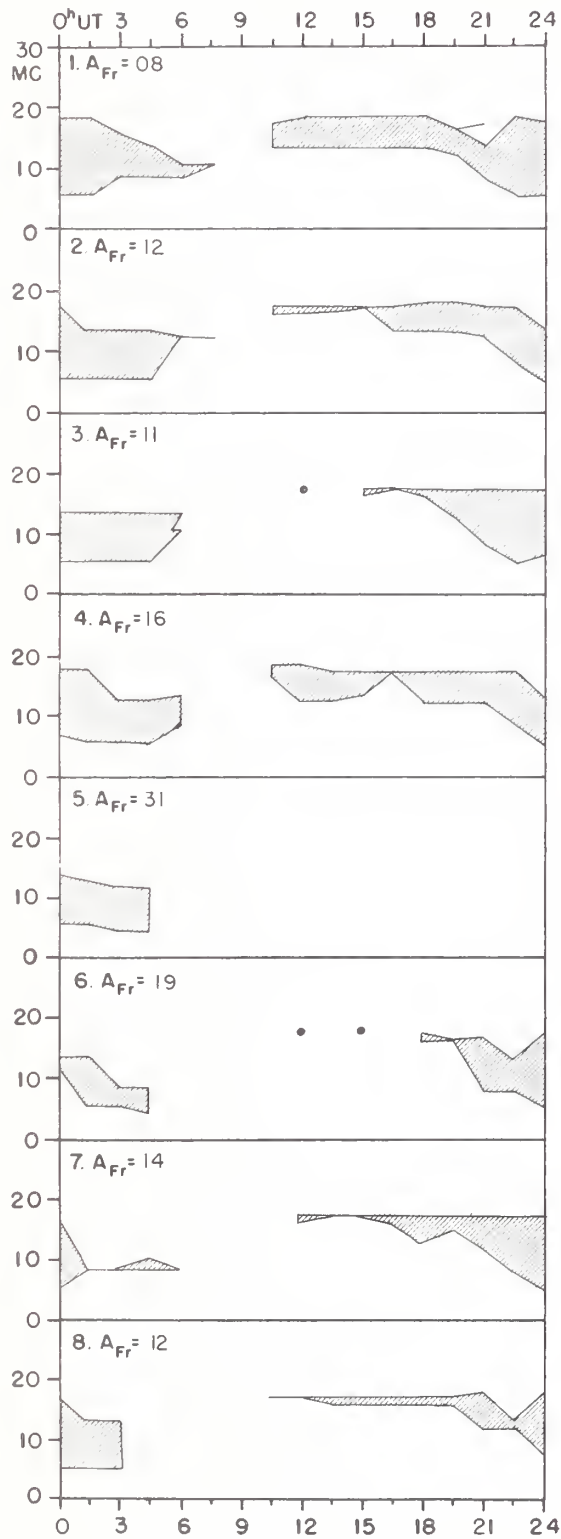 0ʰ UT 3 6 9 12 15 18 21 24
30
MC
1. A_Fr = 08
20
10
0
2. A_Fr = 12
20
10
0
3. A_Fr = 11
20
10
0
4. A_Fr = 16
20
10
0
5. A_Fr = 31
20
10
0
6. A_Fr = 19
20
10
0
7. A_Fr = 14
20
10
0
8. A_Fr = 12
20
10
0
0 3 6 9 12 15 18 21 24